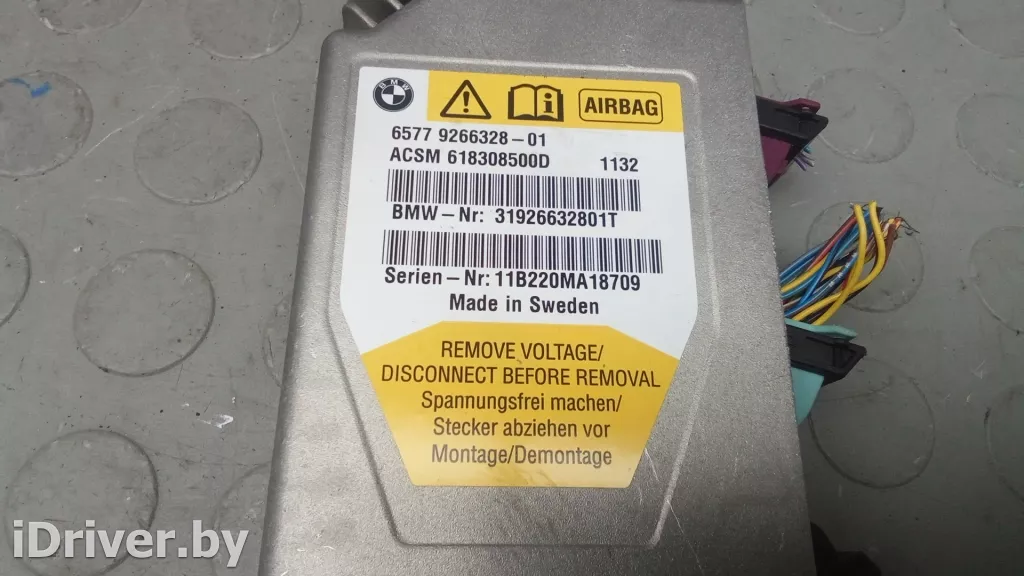 BMW
AIRBAG
6577 9266328-01
ACSM 618308500D 1132
BMW-Nr: 31926632801T
Serien-Nr: 11B220MA18709
Made in Sweden
REMOVE VOLTAGE/
DISCONNECT BEFORE REMOVAL
Spannungsfrei machen/
Stecker abziehen vor
Montage/Demontage
iDriver.by